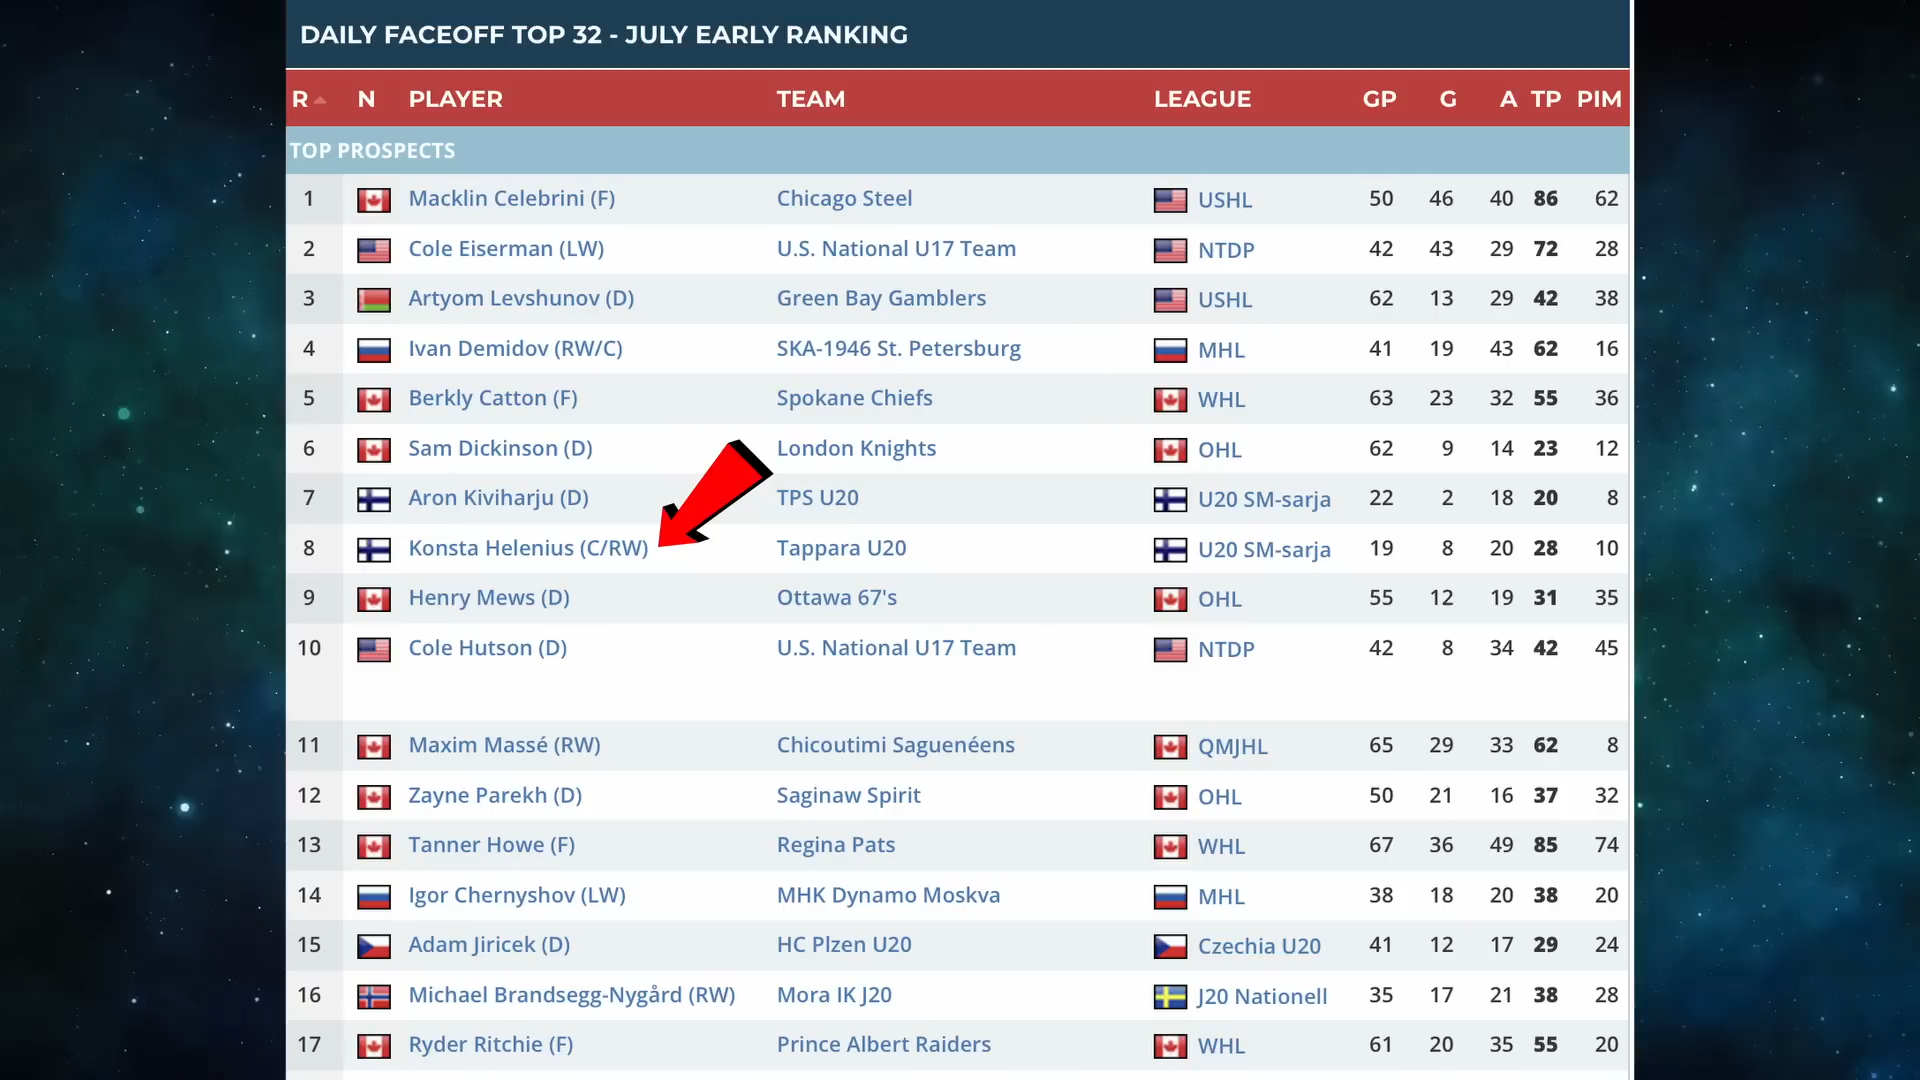 DAILY FACEOFF TOP 32 - JULY EARLY RANKING
R N PLAYER TEAM LEAGUE GP G A TP PIM
TOP PROSPECTS
1 Macklin Celebrini (F) Chicago Steel USHL 50 46 40 86 62
2 Cole Eiserman (LW) U.S. National U17 Team NTDP 42 43 29 72 28
3 Artyom Levshunov (D) Green Bay Gamblers USHL 62 13 29 42 38
4 Ivan Demidov (RW/C) SKA-1946 St. Petersburg MHL 41 19 43 62 16
5 Berkly Catton (F) Spokane Chiefs WHL 63 23 32 55 36
6 Sam Dickinson (D) London Knights OHL 62 9 14 23 12
7 Aron Kiviharju (D) TPS U20 U20 SM-sarja 22 2 18 20 8
8 Konsta Helenius (C/RW) Tappara U20 U20 SM-sarja 19 8 20 28 10
9 Henry Mews (D) Ottawa 67's OHL 55 12 19 31 35
10 Cole Hutson (D) U.S. National U17 Team NTDP 42 8 34 42 45
11 Maxim Massé (RW) Chicoutimi Saguenéens QMJHL 65 29 33 62 8
12 Zayne Parekh (D) Saginaw Spirit OHL 50 21 16 37 32
13 Tanner Howe (F) Regina Pats WHL 67 36 49 85 74
14 Igor Chernyshov (LW) MHK Dynamo Moskva MHL 38 18 20 38 20
15 Adam Jiricek (D) HC Plzen U20 Czechia U20 41 12 17 29 24
16 Michael Brandsegg-Nygård (RW) Mora IK J20 J20 Nationell 35 17 21 38 28
17 Ryder Ritchie (F) Prince Albert Raiders WHL 61 20 35 55 20